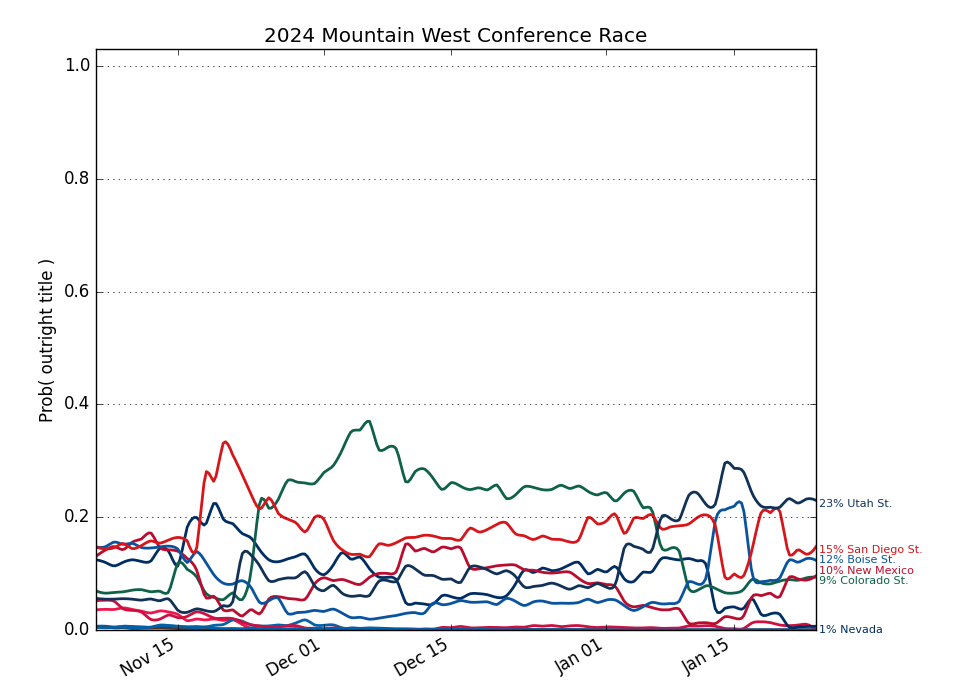 2024 Mountain West Conference Race
Prob( outright title )
1.0
0.8
0.6
0.4
0.2
0.0
23% Utah St.
15% San Diego St.
12% Boise St.
10% New Mexico
9% Colorado St.
1% Nevada
Nov 15
Dec 01
Dec 15
Jan 01
Jan 15